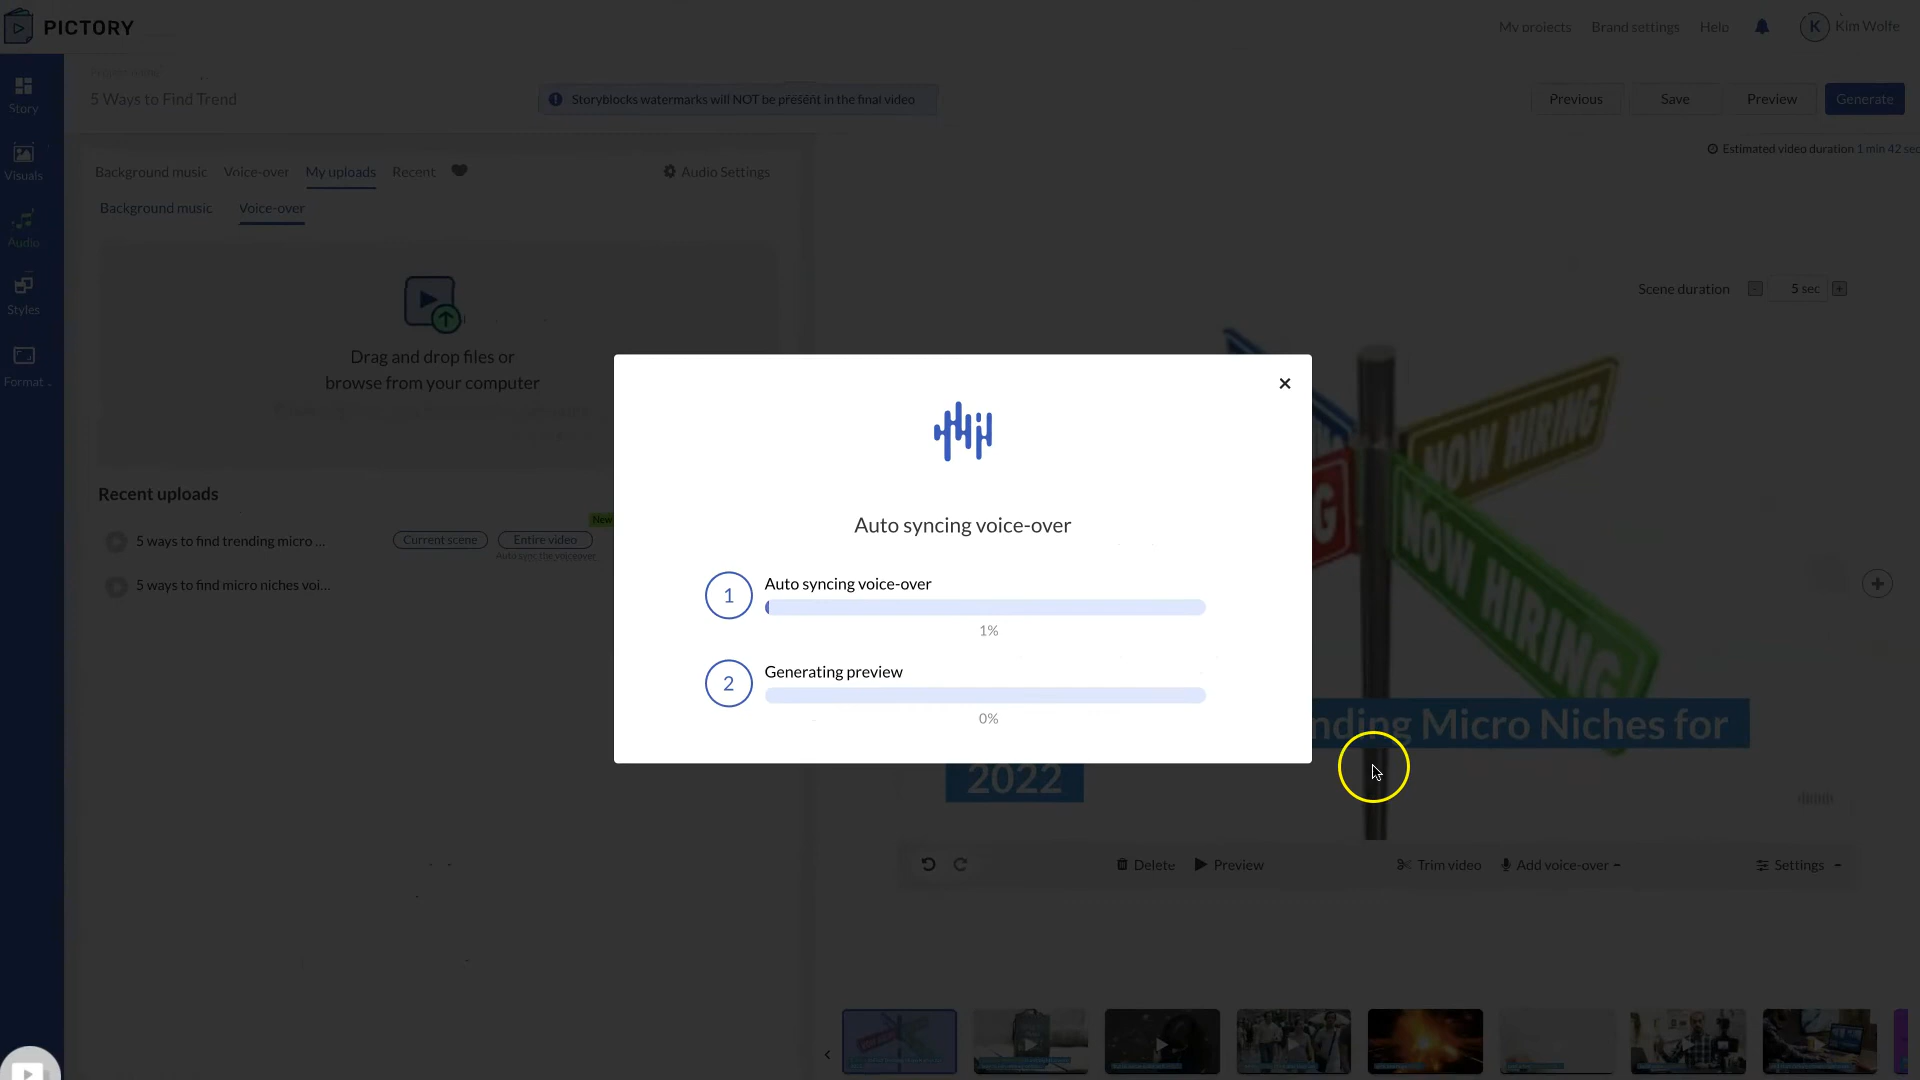 PICTORY
My projects
Brand settings
Help
K
Kim Wolfe
Story
Visuals
Audio
Styles
Format
5 Ways to Find Trend
Storyblocks watermarks will NOT be present in the final video
Previous
Save
Preview
Generate
Estimated video duration 1 min 42 sec
Background music
Voice-over
My uploads
Recent
Audio Settings
Background music
Voice-over
Drag and drop files or
browse from your computer
Recent uploads
New
5 ways to find trending micro ...
Current scene
Entire video
Auto sync the voiceover
5 ways to find micro niches voi...
Scene duration
- 5 sec +
NOW HIRING
NOW HIRING
nding Micro Niches for
2022
Auto syncing voice-over
1
Auto syncing voice-over
1%
2
Generating preview
0%
Delete
Preview
Trim video
Add voice-over
Settings